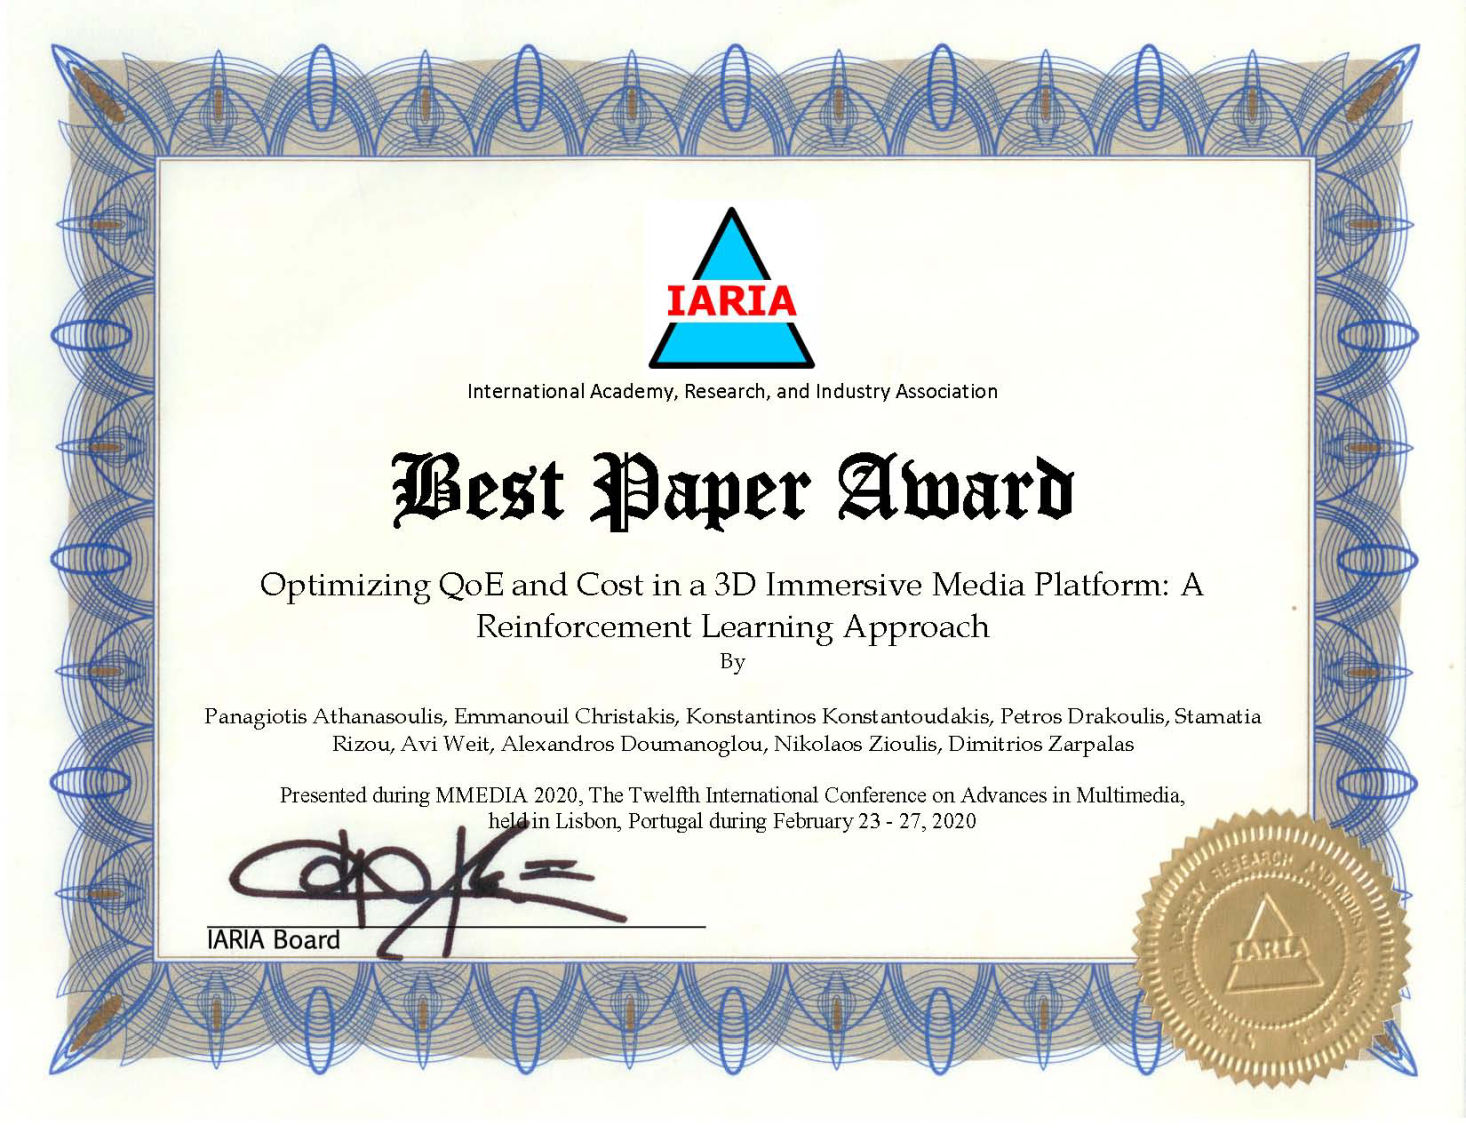 IARIA
International Academy, Research, and Industry Association
Best Paper Award
Optimizing QoE and Cost in a 3D Immersive Media Platform: A
Reinforcement Learning Approach
By
Panagiotis Athanasoulis, Emmanouil Christakis, Konstantinos Konstantoudakis, Petros Drakoulis, Stamatia
Rizou, Avi Weit, Alexandros Doumanoglou, Nikolaos Zioulis, Dimitrios Zarpalas
Presented during MMEDIA 2020, The Twelfth International Conference on Advances in Multimedia,
held in Lisbon, Portugal during February 23 - 27, 2020
IARIA Board
INTERNATIONAL ACADEMY, RESEARCH AND INDUSTRY ASSOCIATION
IARIA